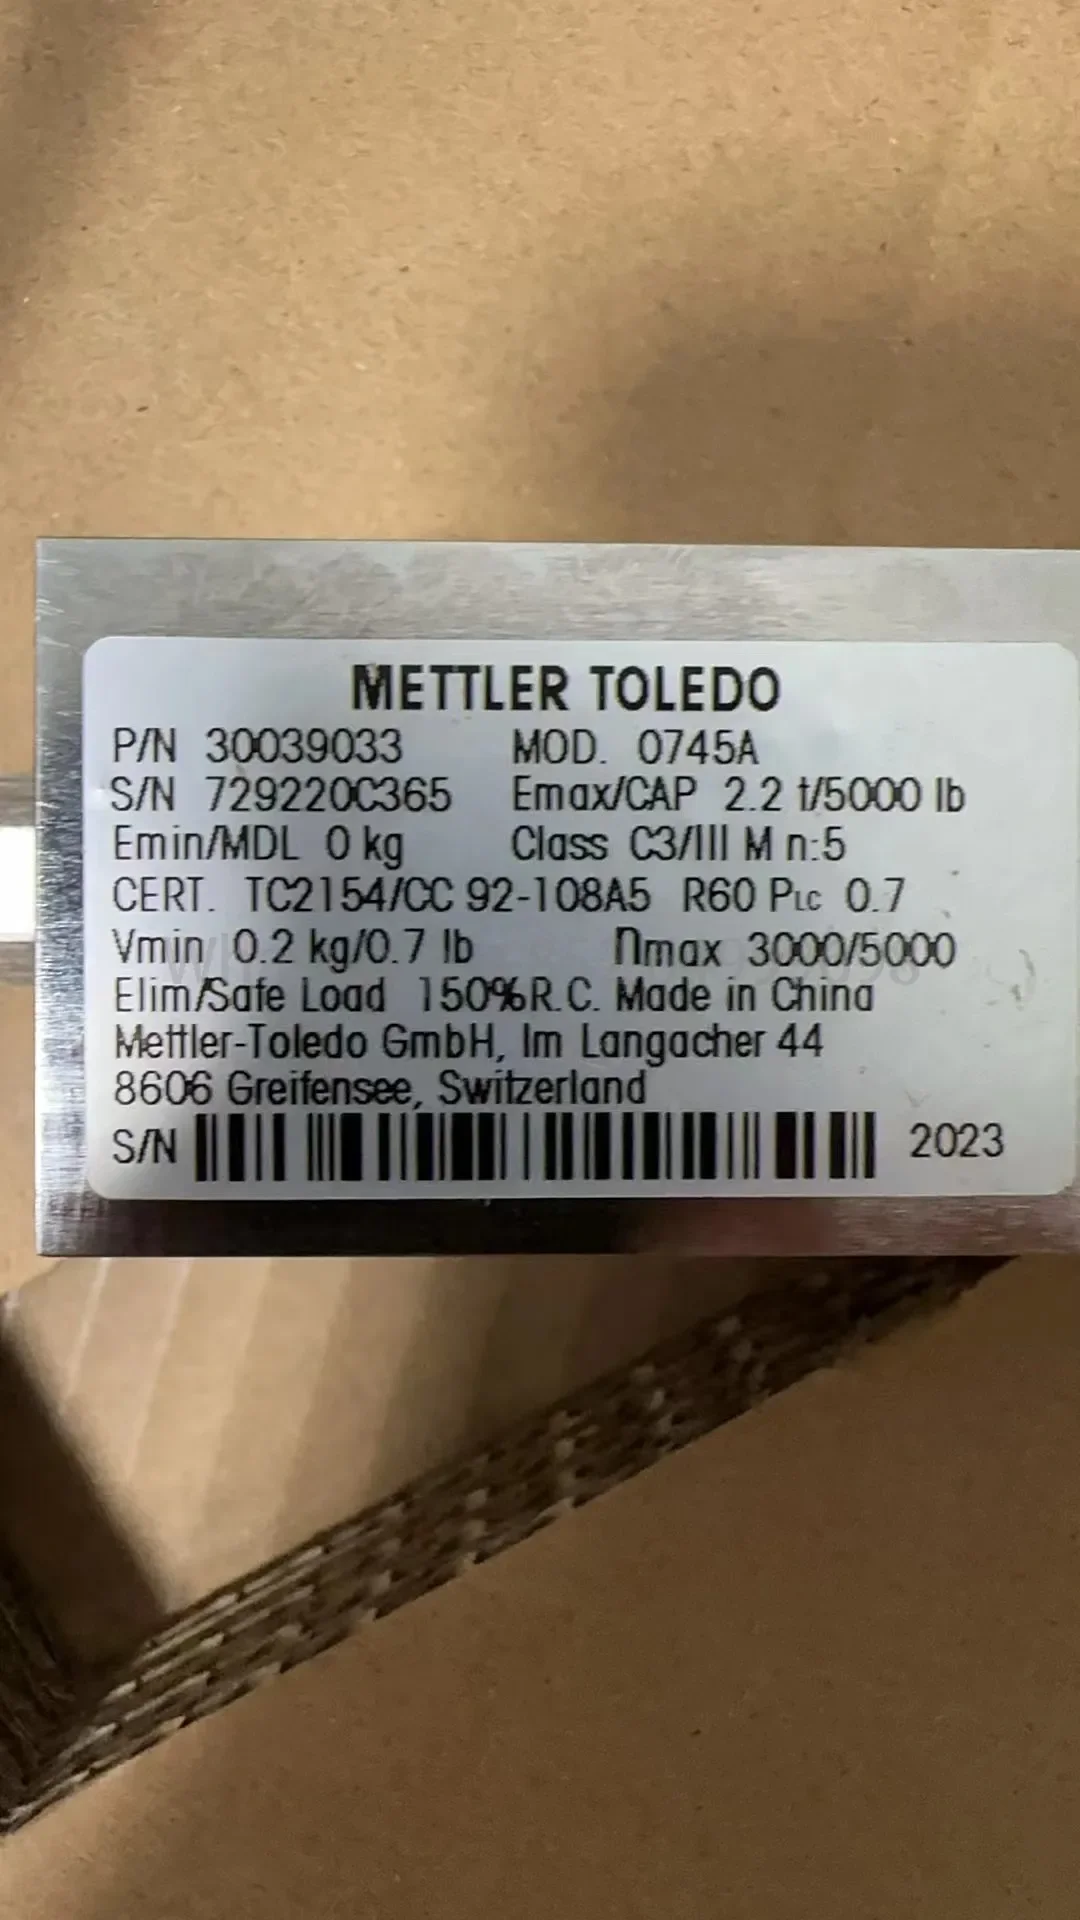 METTLER TOLEDO
P/N 30039033 MOD. 0745A
S/N 729220C365 Emax/CAP 2.2 t/5000 lb
Emin/MDL 0 kg Class C3/III M n:5
CERT. TC2154/CC 92-108A5 R60 PLC 0.7
Vmin 0.2 kg/0.7 lb nmax 3000/5000
Elim/Safe Load 150%R.C. Made in China
Mettler-Toledo GmbH, Im Langacher 44
8606 Greifensee, Switzerland
S/N 2023